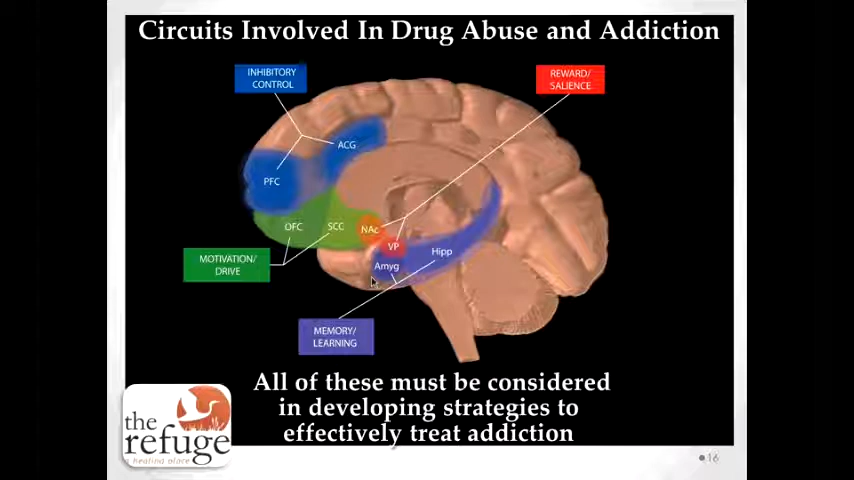 Circuits Involved In Drug Abuse and Addiction
INHIBITORY
CONTROL
REWARD/
SALIENCE
ACG
PFC
OFC
SCC
NAc
VP
Hipp
Amyg
MOTIVATION/
DRIVE
MEMORY/
LEARNING
All of these must be considered
in developing strategies to
effectively treat addiction
the
refuge
a healing place
16